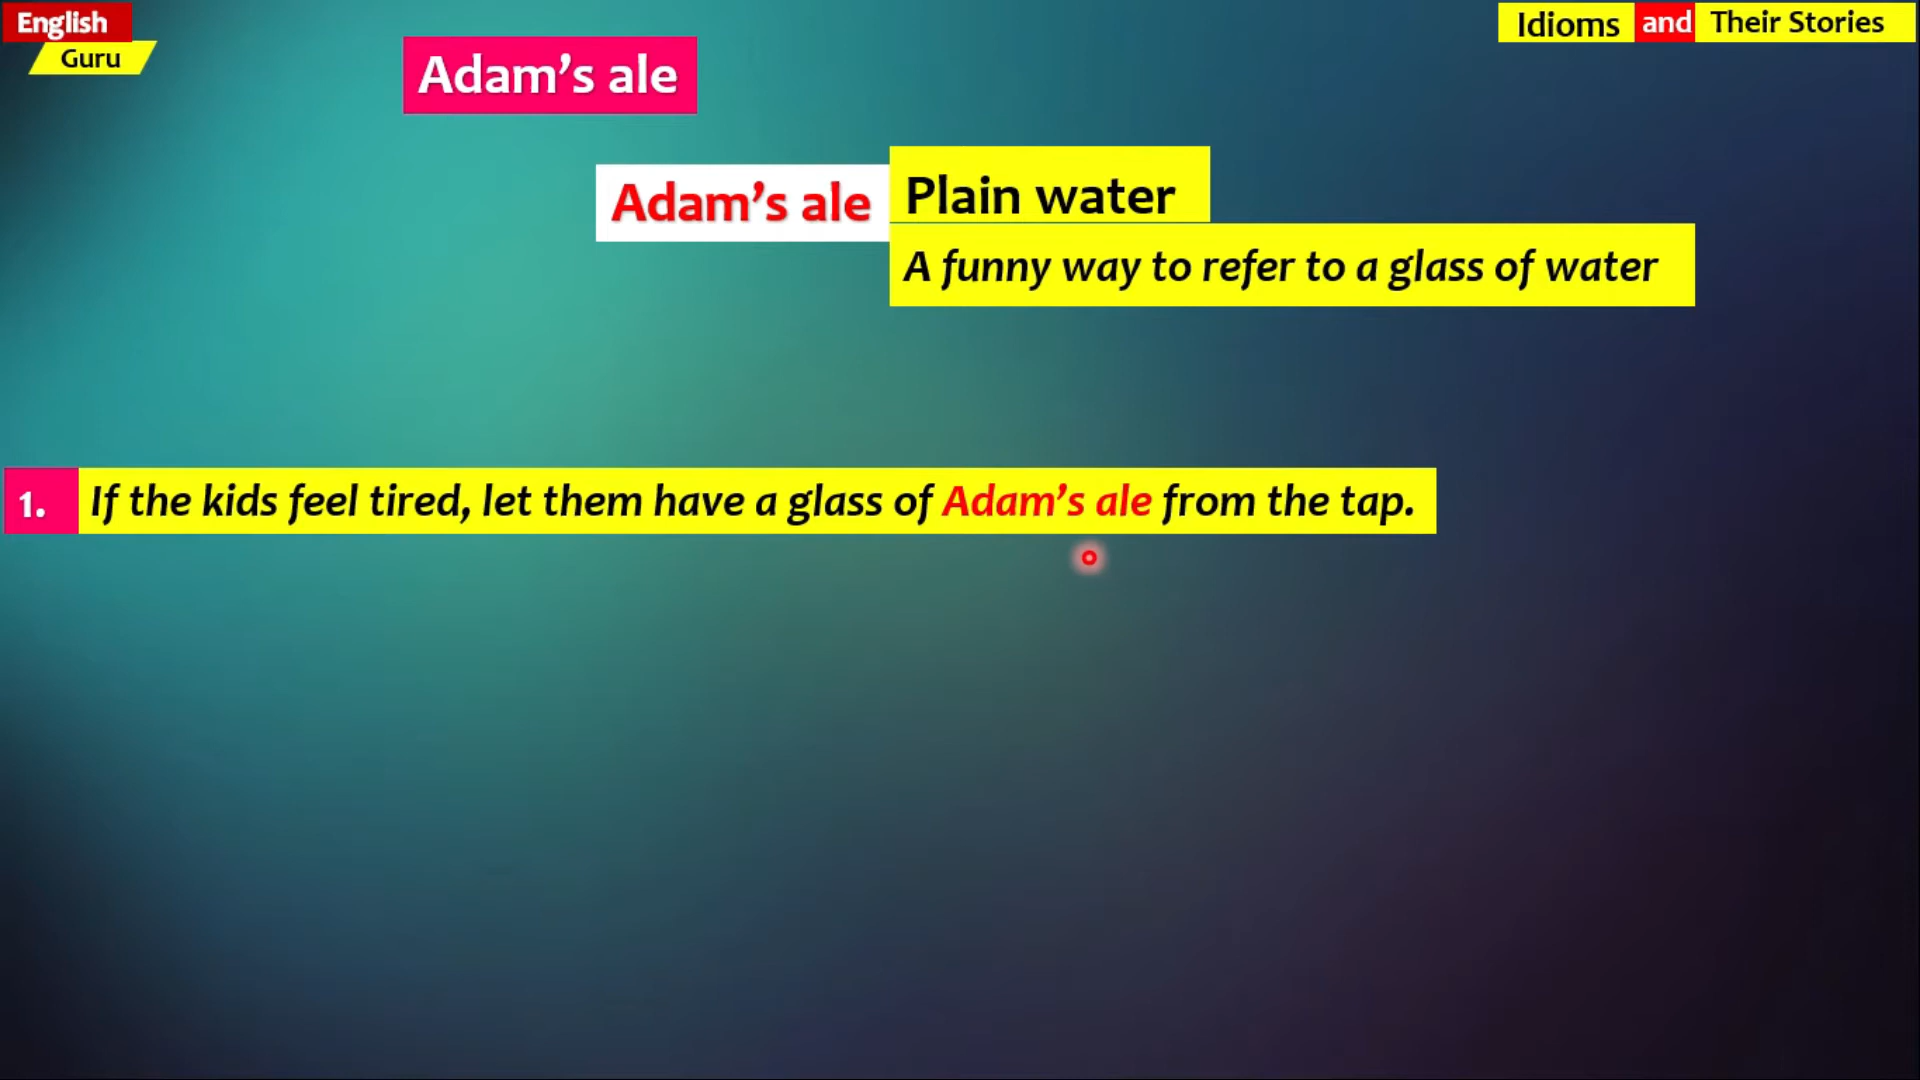 English
Guru
Idioms and Their Stories
Adam’s ale
Adam’s ale Plain water
A funny way to refer to a glass of water
1. If the kids feel tired, let them have a glass of Adam’s ale from the tap.